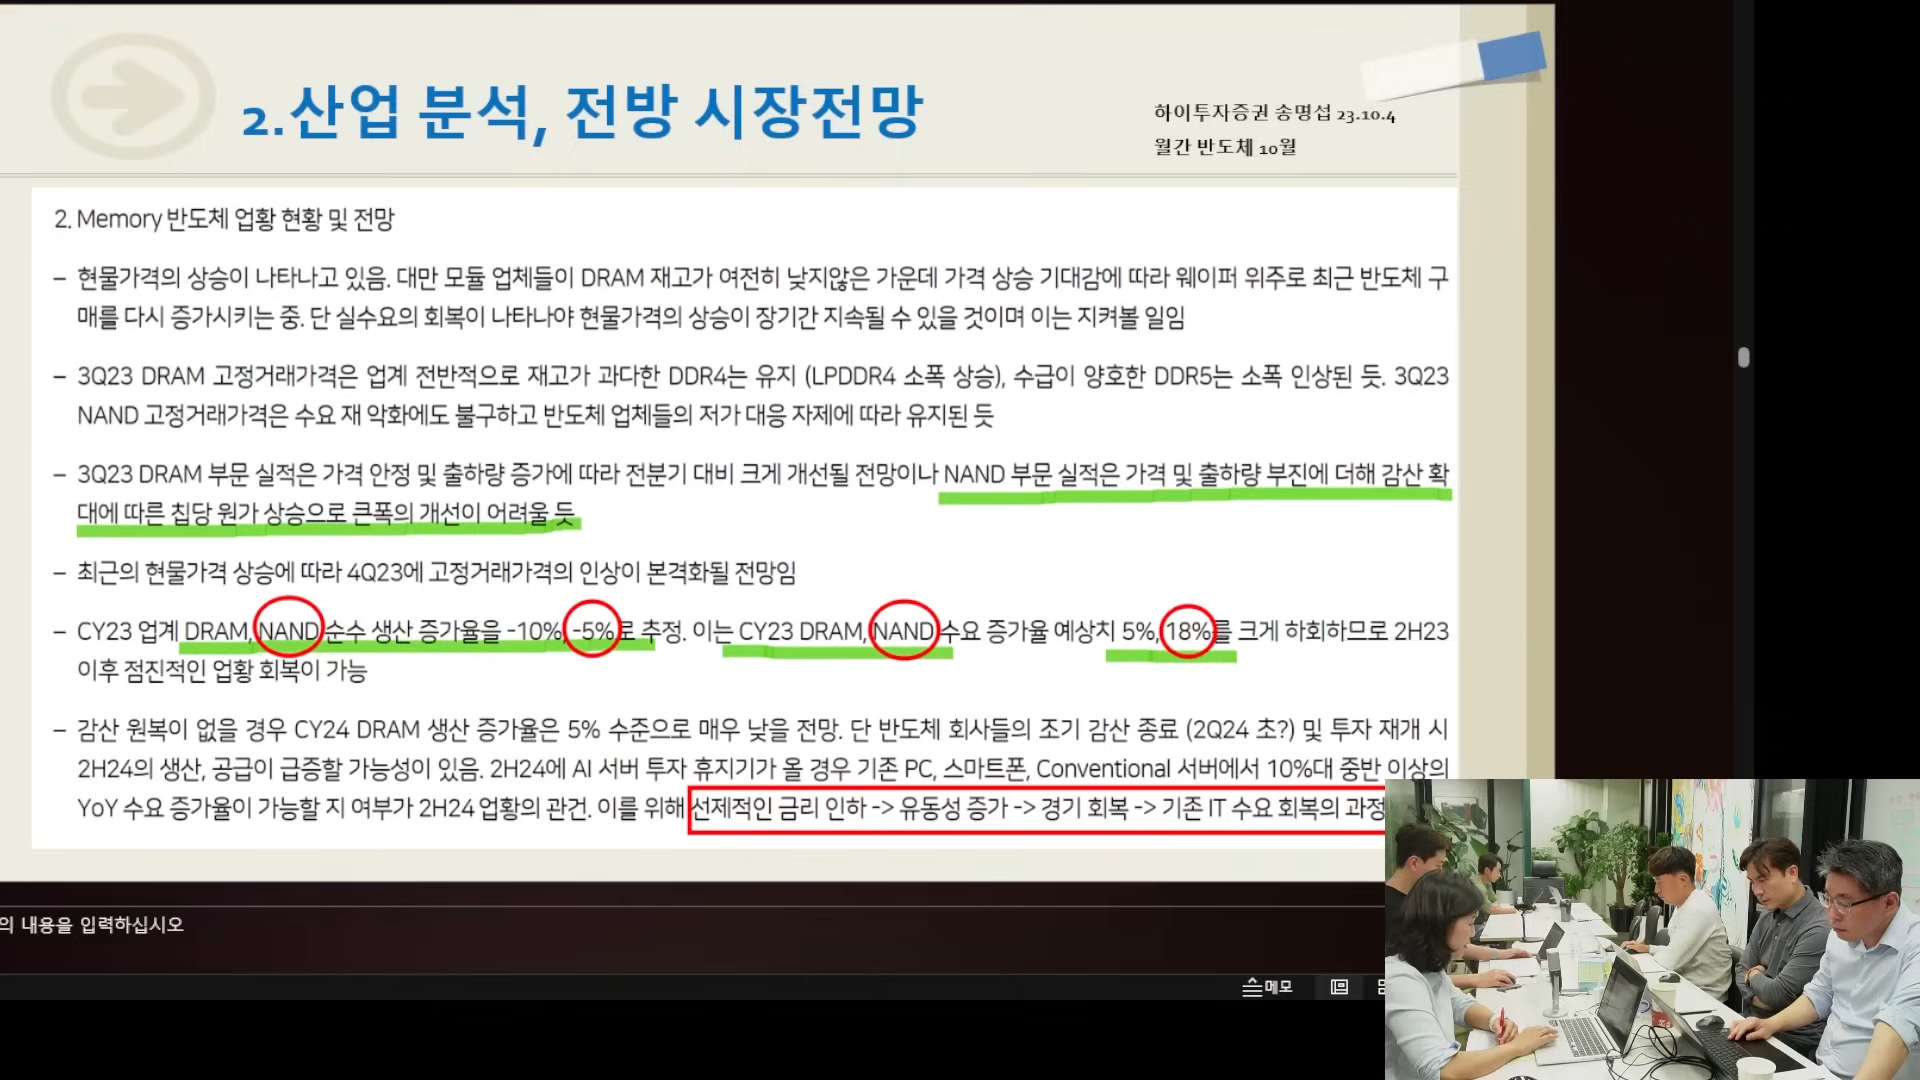 2.산업 분석, 전방 시장전망
하이투자증권 송명섭 23.10.4
월간 반도체 10월
2. Memory 반도체 업황 현황 및 전망
– 현물가격의 상승이 나타나고 있음. 대만 모듈 업체들이 DRAM 재고가 여전히 낮지않은 가운데 가격 상승 기대감에 따라 웨이퍼 위주로 최근 반도체 구
매를 다시 증가시키는 중. 단 실수요의 회복이 나타나야 현물가격의 상승이 장기간 지속될 수 있을 것이며 이는 지켜볼 일임
– 3Q23 DRAM 고정거래가격은 업계 전반적으로 재고가 과다한 DDR4는 유지 (LPDDR4 소폭 상승), 수급이 양호한 DDR5는 소폭 인상된 듯. 3Q23
NAND 고정거래가격은 수요 재 악화에도 불구하고 반도체 업체들의 저가 대응 자제에 따라 유지된 듯
– 3Q23 DRAM 부문 실적은 가격 안정 및 출하량 증가에 따라 전분기 대비 크게 개선될 전망이나 NAND 부문 실적은 가격 및 출하량 부진에 더해 감산 확
대에 따른 칩당 원가 상승으로 큰폭의 개선이 어려울 듯
– 최근의 현물가격 상승에 따라 4Q23에 고정거래가격의 인상이 본격화될 전망임
– CY23 업계 DRAM, NAND 순수 생산 증가율을 -10%, -5%로 추정. 이는 CY23 DRAM, NAND 수요 증가율 예상치 5%, 18%를 크게 하회하므로 2H23
이후 점진적인 업황 회복이 가능
– 감산 원복이 없을 경우 CY24 DRAM 생산 증가율은 5% 수준으로 매우 낮을 전망. 단 반도체 회사들의 조기 감산 종료 (2Q24 초?) 및 투자 재개 시
2H24의 생산, 공급이 급증할 가능성이 있음. 2H24에 AI 서버 투자 휴지기가 올 경우 기존 PC, 스마트폰, Conventional 서버에서 10%대 중반 이상의
YoY 수요 증가율이 가능할 지 여부가 2H24 업황의 관건. 이를 위해 선제적인 금리 인하 -> 유동성 증가 -> 경기 회복 -> 기존 IT 수요 회복의 과정
의 내용을 입력하십시오
메모